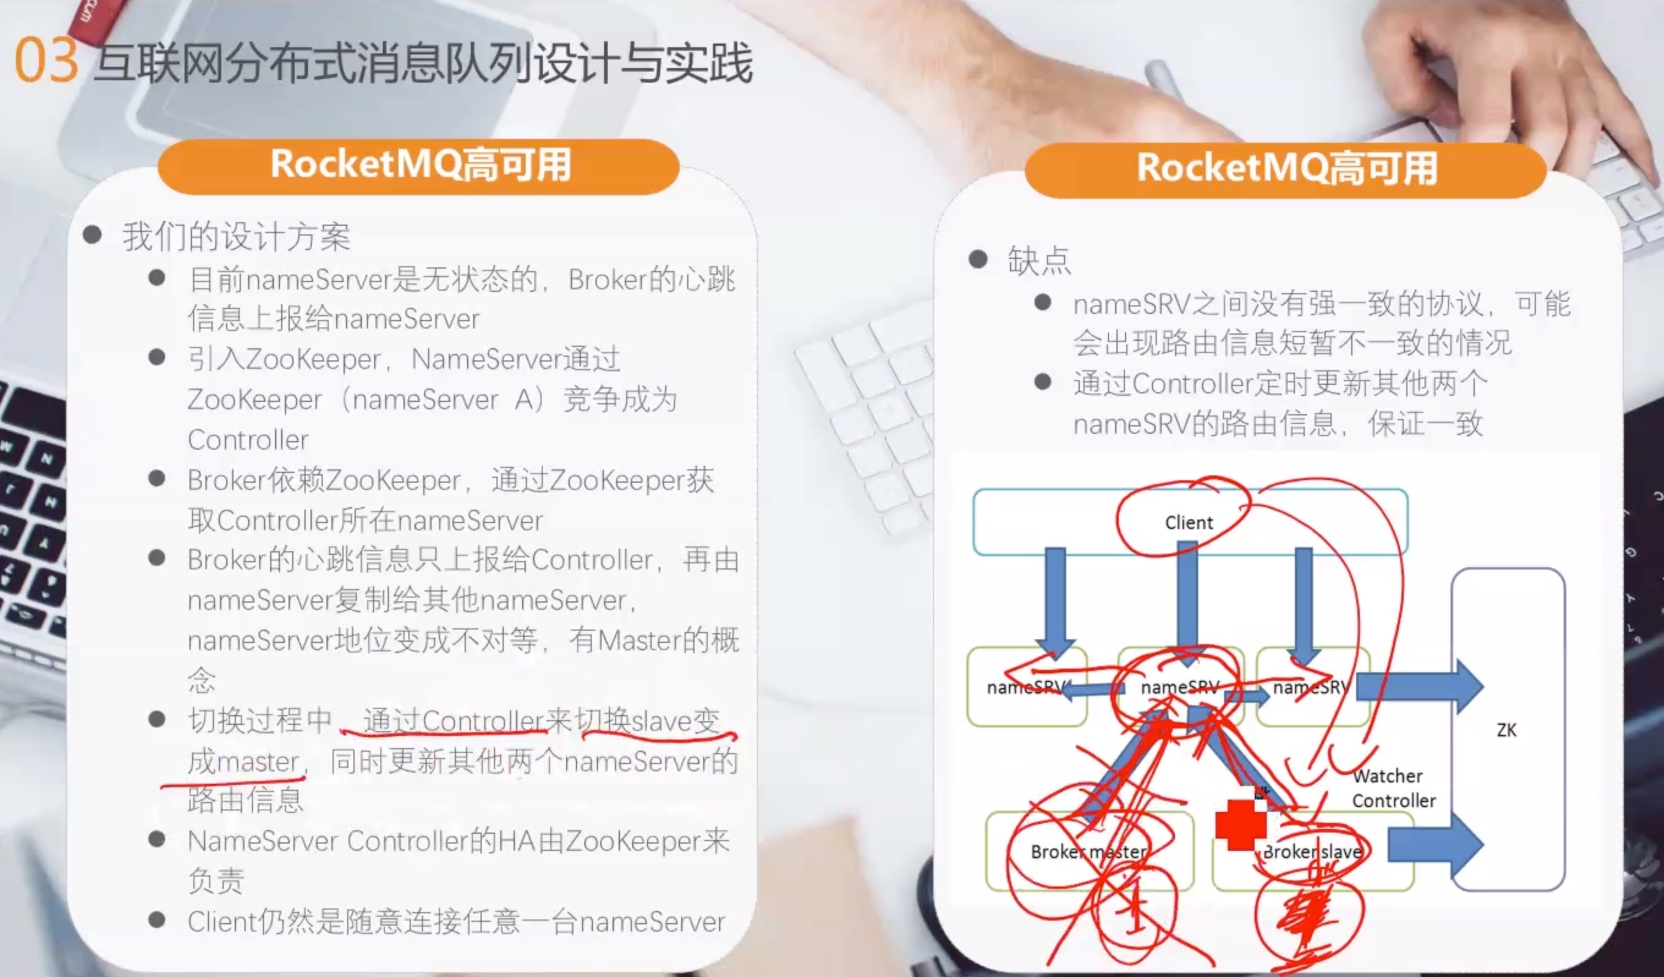 03 互联网分布式消息队列设计与实践
RocketMQ高可用
我们的设计方案
目前nameServer是无状态的，Broker的心跳
信息上报给nameServer
引入ZooKeeper，NameServer通过
ZooKeeper（nameServer A）竞争成为
Controller
Broker依赖ZooKeeper，通过ZooKeeper获
取Controller所在nameServer
Broker的心跳信息只上报给Controller，再由
nameServer复制给其他nameServer，
nameServer地位变成不对等，有Master的概
念
切换过程中，通过Controller来切换slave变
成master，同时更新其他两个nameServer的
路由信息
NameServer Controller的HA由ZooKeeper来
负责
Client仍然是随意连接任意一台nameServer
RocketMQ高可用
缺点
nameSRV之间没有强一致的协议，可能
会出现路由信息短暂不一致的情况
通过Controller定时更新其他两个
nameSRV的路由信息，保证一致
Client
nameSRV
nameSRV
nameSRV
ZK
Watcher
Controller
Broker master
Broker slave